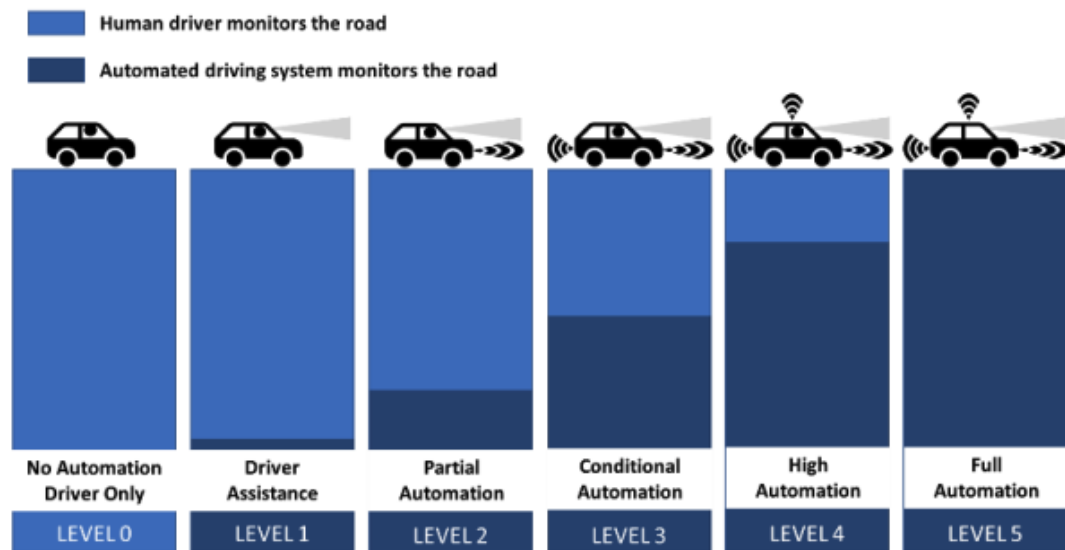 Human driver monitors the road
Automated driving system monitors the road
No Automation
Driver Only
Driver
Assistance
Partial
Automation
Conditional
Automation
High
Automation
Full
Automation
LEVEL 0
LEVEL 1
LEVEL 2
LEVEL 3
LEVEL 4
LEVEL 5